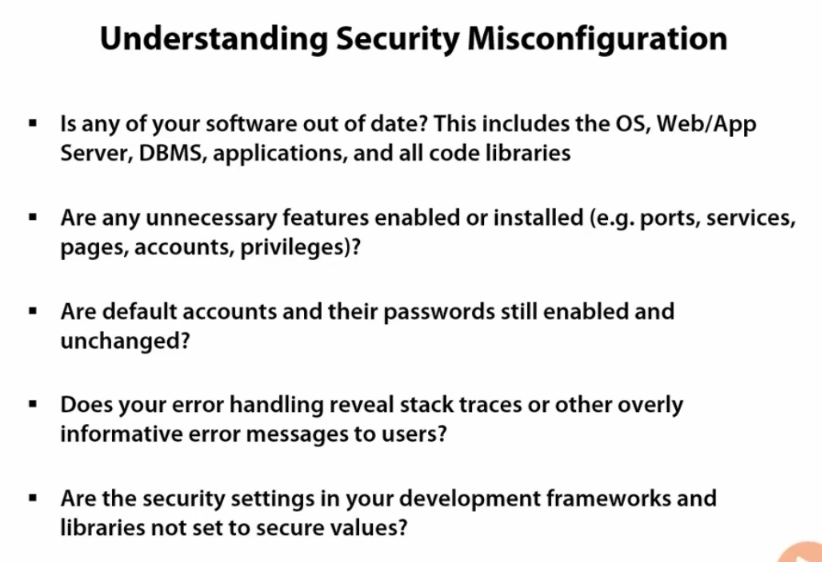 Understanding Security Misconfiguration
▪ Is any of your software out of date? This includes the OS, Web/App
Server, DBMS, applications, and all code libraries
▪ Are any unnecessary features enabled or installed (e.g. ports, services,
pages, accounts, privileges)?
▪ Are default accounts and their passwords still enabled and
unchanged?
▪ Does your error handling reveal stack traces or other overly
informative error messages to users?
▪ Are the security settings in your development frameworks and
libraries not set to secure values?